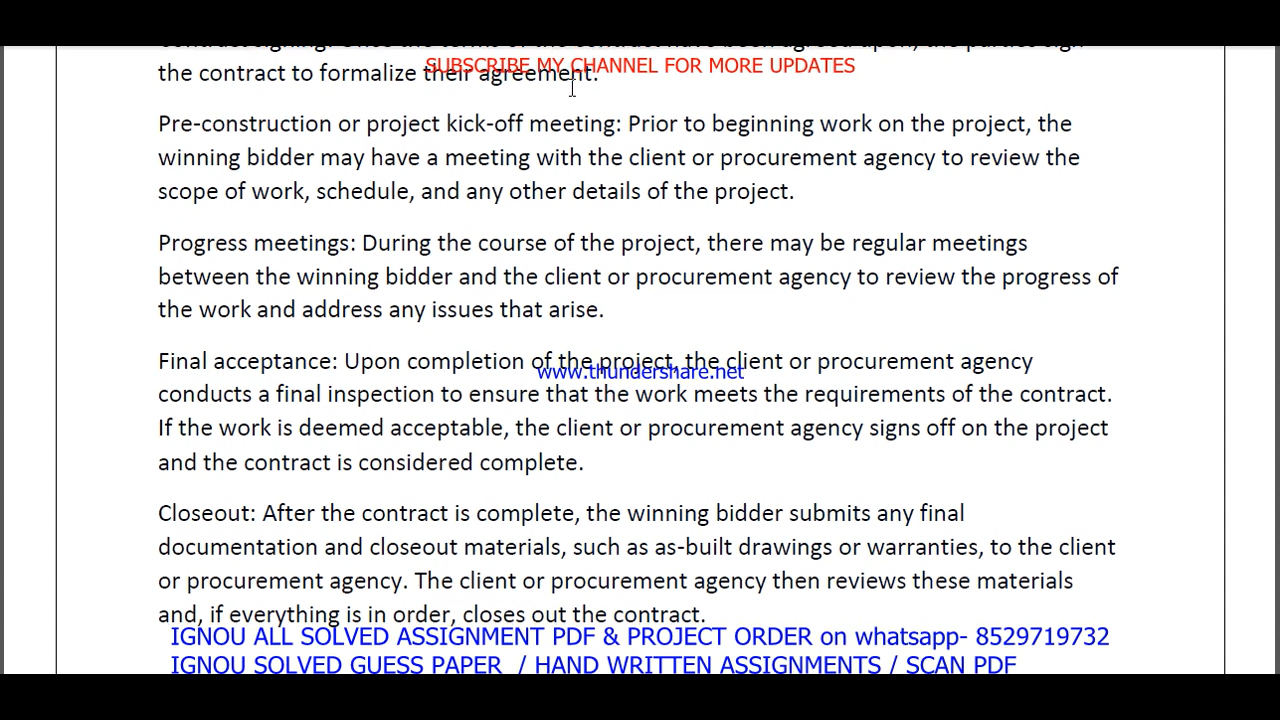 the contract to formalize their agreement.
SUBSCRIBE MY CHANNEL FOR MORE UPDATES
Pre-construction or project kick-off meeting: Prior to beginning work on the project, the
winning bidder may have a meeting with the client or procurement agency to review the
scope of work, schedule, and any other details of the project.
Progress meetings: During the course of the project, there may be regular meetings
between the winning bidder and the client or procurement agency to review the progress of
the work and address any issues that arise.
Final acceptance: Upon completion of the project, the client or procurement agency
www.thundershare.net
conducts a final inspection to ensure that the work meets the requirements of the contract.
If the work is deemed acceptable, the client or procurement agency signs off on the project
and the contract is considered complete.
Closeout: After the contract is complete, the winning bidder submits any final
documentation and closeout materials, such as as-built drawings or warranties, to the client
or procurement agency. The client or procurement agency then reviews these materials
and, if everything is in order, closes out the contract.
IGNOU ALL SOLVED ASSIGNMENT PDF & PROJECT ORDER on whatsapp- 8529719732
IGNOU SOLVED GUESS PAPER / HAND WRITTEN ASSIGNMENTS / SCAN PDF